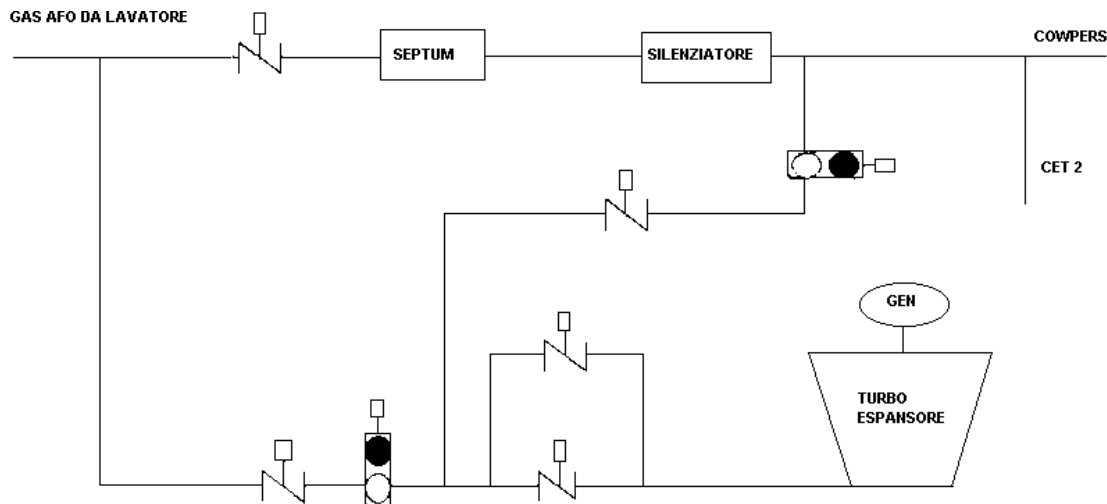 GAS AFO DA LAVATORE
COWPERS
SEPTUM
SILENZIATORE
CET 2
GEN
TURBO
ESPANSORE